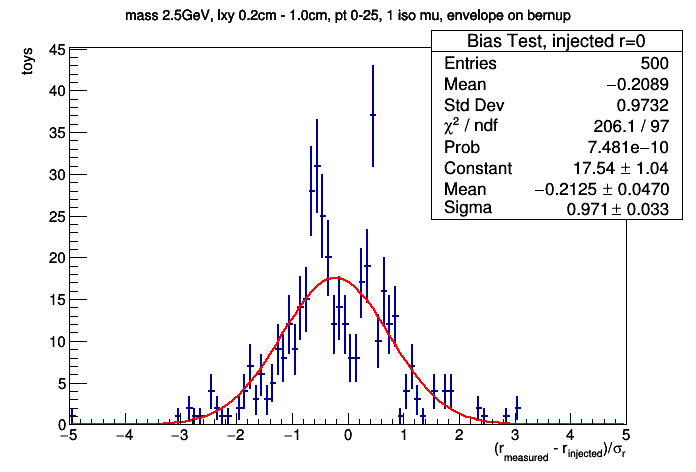 mass 2.5GeV, lxy 0.2cm - 1.0cm, pt 0-25, 1 iso mu, envelope on bernup
Bias Test, injected r=0
Entries 500
Mean −0.2089
Std Dev 0.9732
χ² / ndf 206.1 / 97
Prob 7.481e−10
Constant 17.54 ± 1.04
Mean −0.2125 ± 0.0470
Sigma 0.971 ± 0.033
toys
45
40
35
30
25
20
15
10
5
0
−5 −4 −3 −2 −1 0 1 2 3 4 5
(r_measured - r_injected)/σ_r